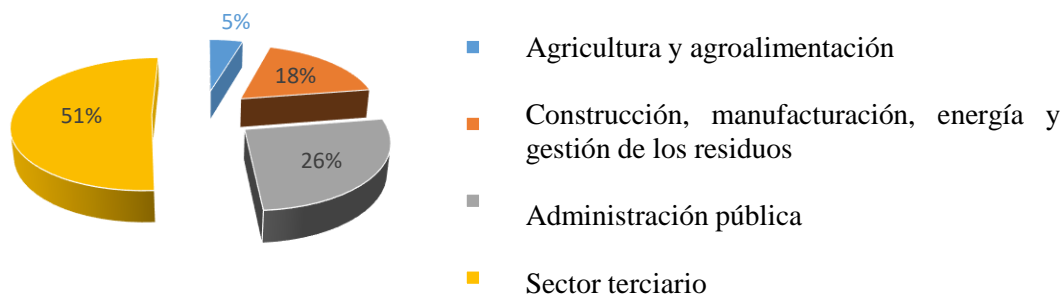 5%
18%
51%
26%
Agricultura y agroalimentación
Construcción, manufacturación, energía y
gestión de los residuos
Administración pública
Sector terciario